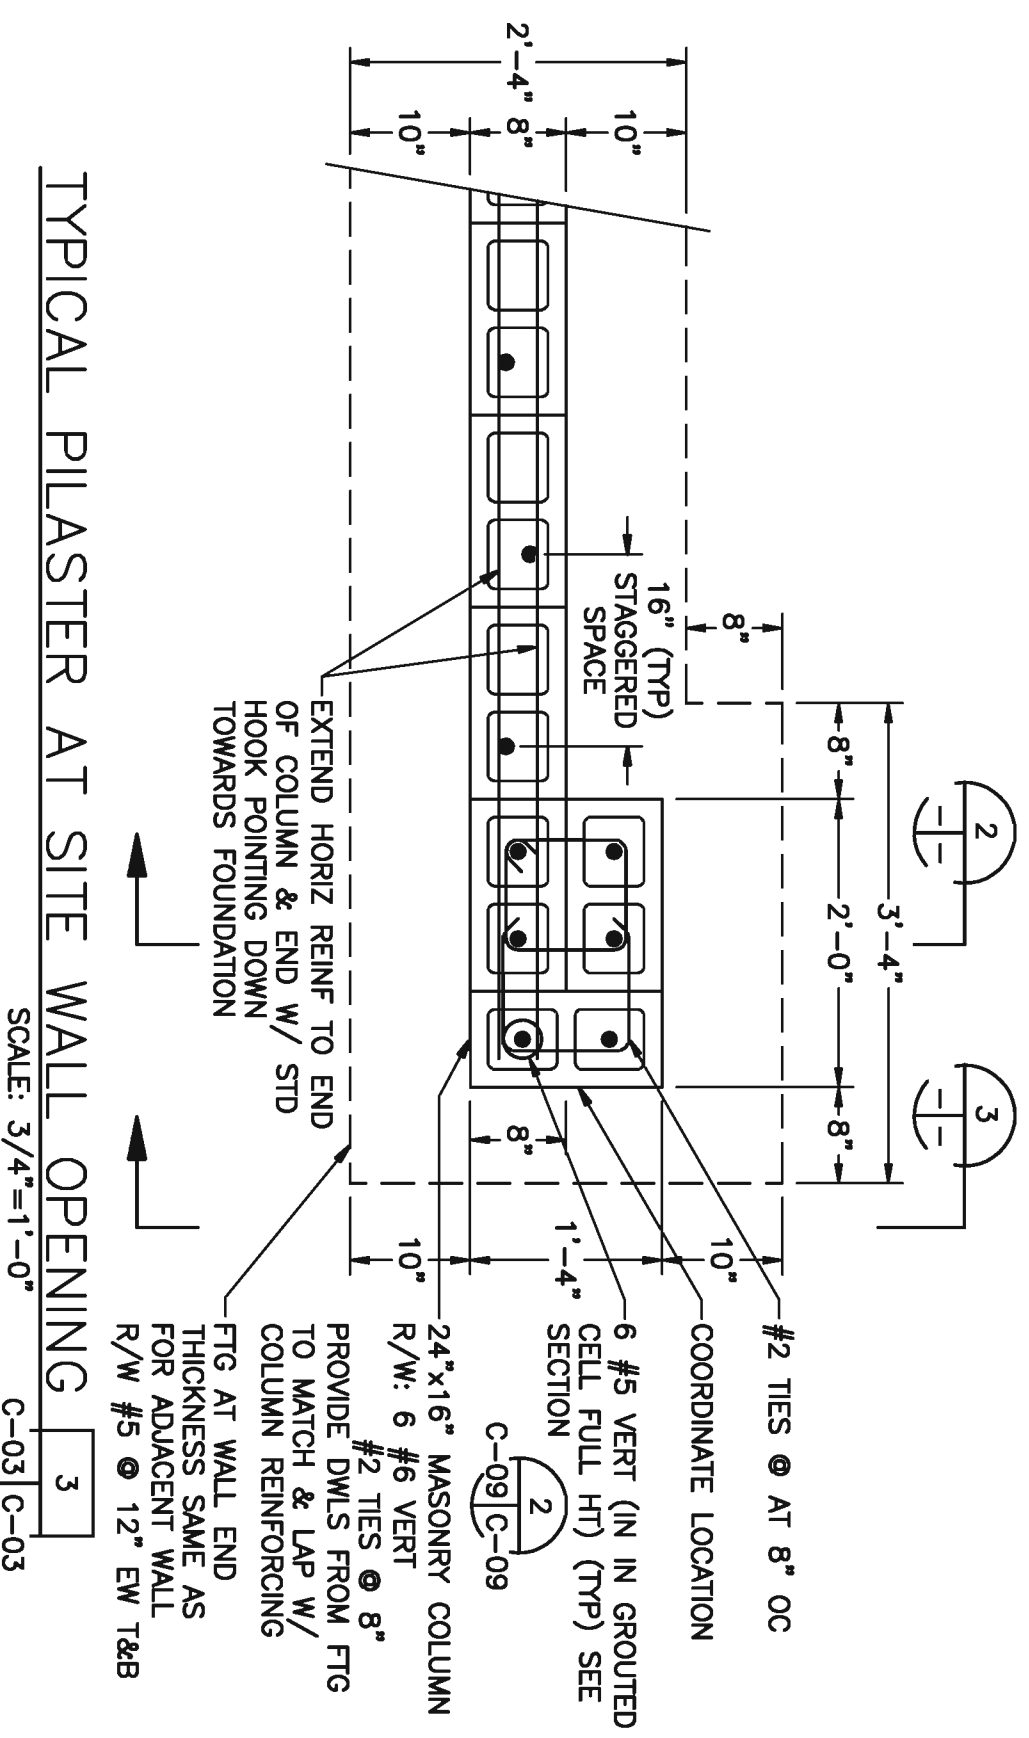 2
— —
3
— —
3'-4"
8"
2'-0"
8"
8"
2'-4"
10"
8"
10"
16" (TYP)
STAGGERED
SPACE
10"
1'-4"
10"
8"
#2 TIES @ AT 8" OC
COORDINATE LOCATION
6 #5 VERT (IN IN GROUTED
CELL FULL HT) (TYP) SEE
SECTION
2
C-09 C-09
24"x16" MASONRY COLUMN
R/W: 6 #6 VERT
#2 TIES @ 8"
PROVIDE DWLS FROM FTG
TO MATCH & LAP W/
COLUMN REINFORCING
FTG AT WALL END
THICKNESS SAME AS
FOR ADJACENT WALL
R/W #5 @ 12" EW T&B
EXTEND HORIZ REINF TO END
OF COLUMN & END W/ STD
HOOK POINTING DOWN
TOWARDS FOUNDATION
TYPICAL PILASTER AT SITE WALL OPENING
3
SCALE: 3/4"=1'-0"
C-03 C-03